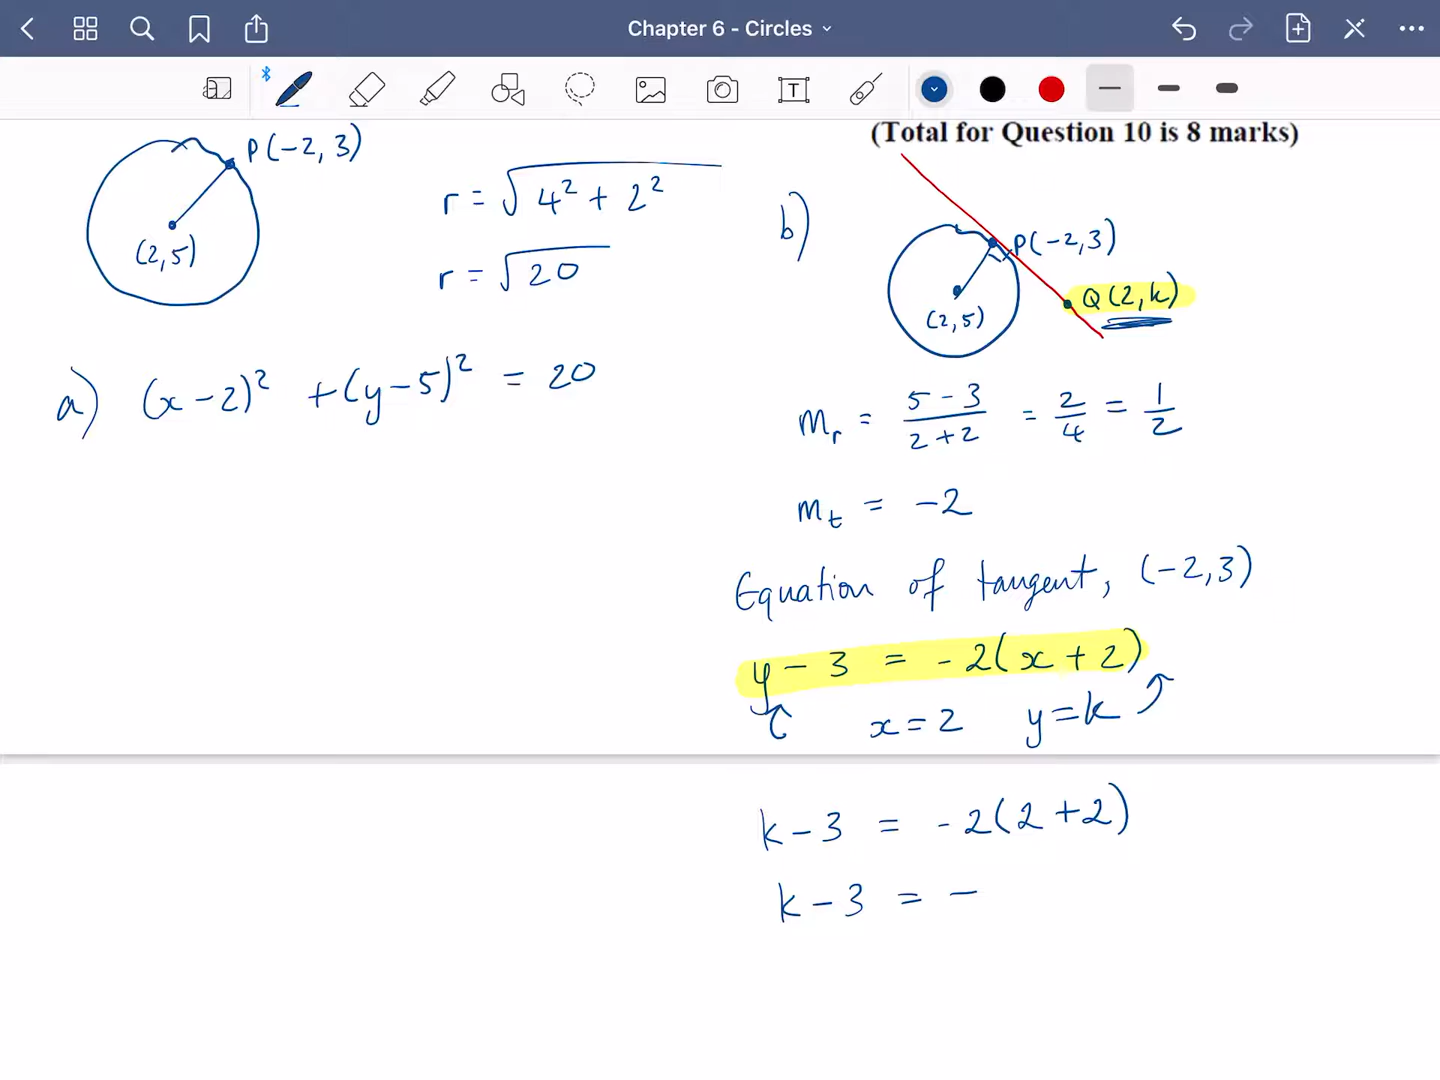 Chapter 6 - Circles
T
(Total for Question 10 is 8 marks)
P(-2, 3)
(2,5)
r = √4² + 2²
r = √20
a) (x-2)² +(y-5)² = 20
b)
P(-2,3)
Q(2,k)
(2,5)
mᵣ = 5-3/2+2 = 2/4 = 1/2
mₜ = -2
Equation of tangent, (-2,3)
y-3 = -2(x+2)
x=2 y=k
k-3 = -2(2+2)
k-3 = -